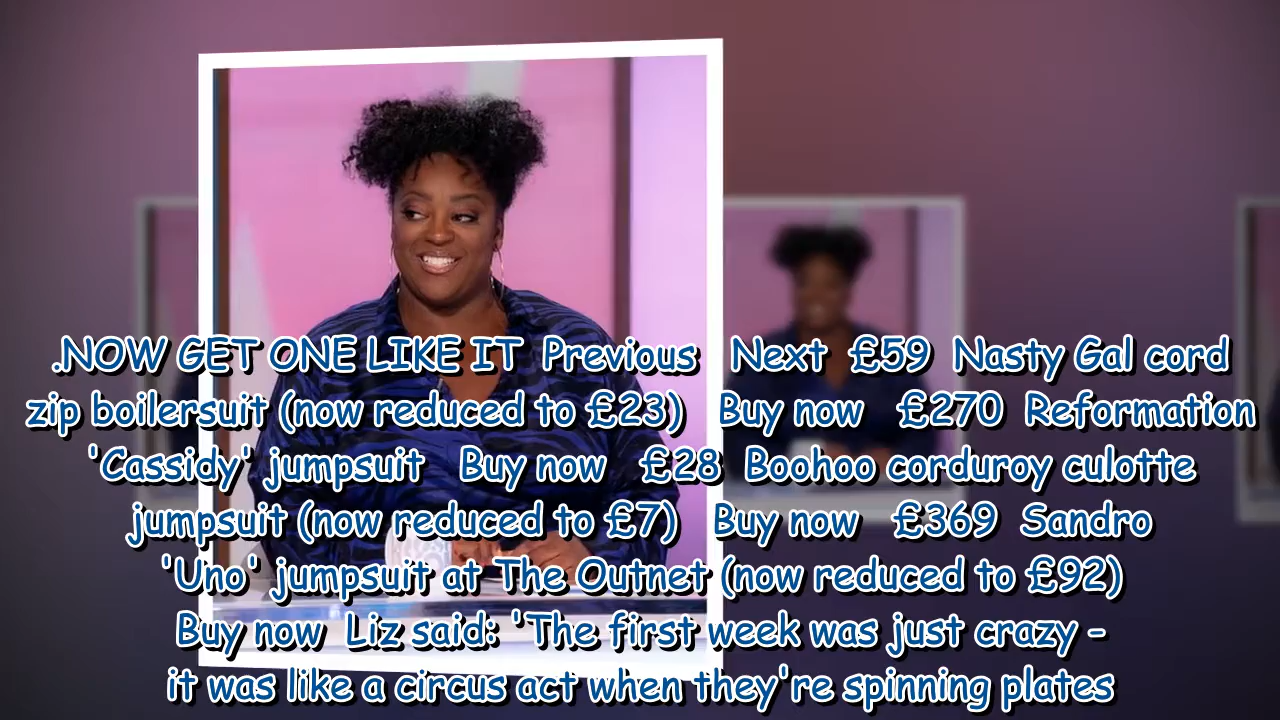 .NOW GET ONE LIKE IT Previous Next £59 Nasty Gal cord
zip boilersuit (now reduced to £23) Buy now £270 Reformation
'Cassidy' jumpsuit Buy now £28 Boohoo corduroy culotte
jumpsuit (now reduced to £7) Buy now £369 Sandro
'Uno' jumpsuit at The Outnet (now reduced to £92)
Buy now Liz said: 'The first week was just crazy –
it was like a circus act when they're spinning plates